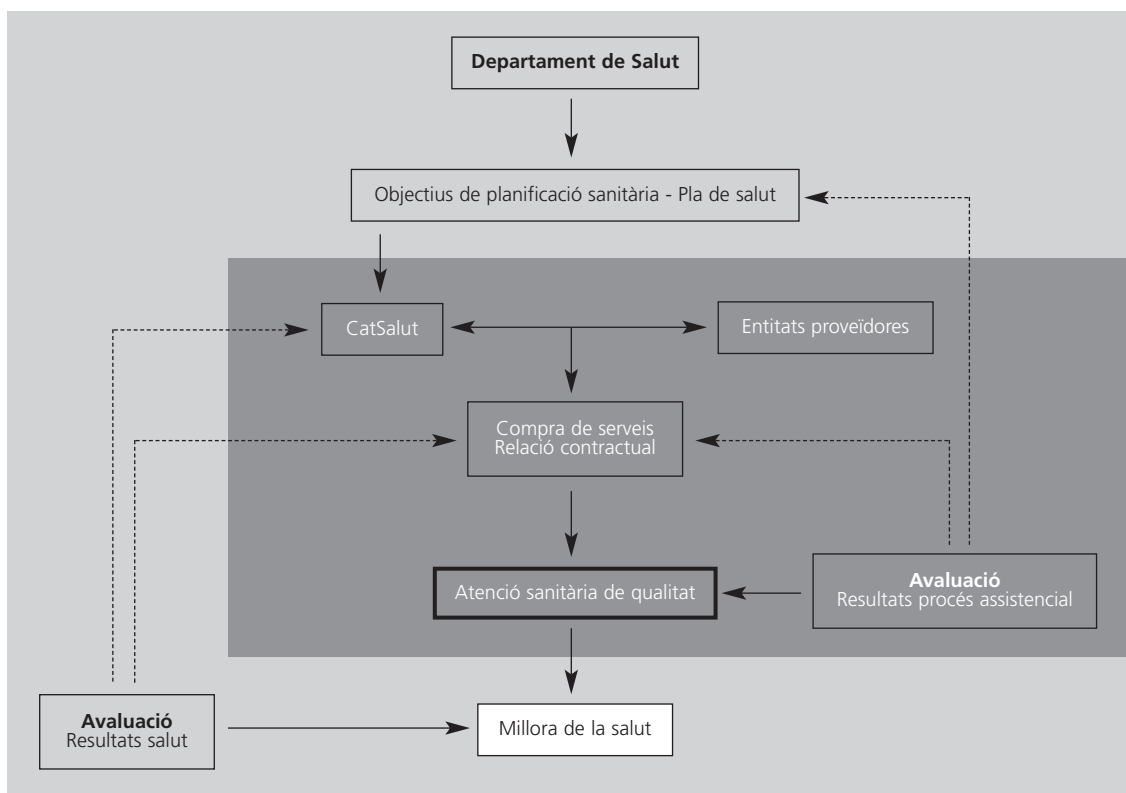 Departament de Salut
Objectius de planificació sanitària - Pla de salut
CatSalut
Entitats proveïdores
Compra de serveis
Relació contractual
Atenció sanitària de qualitat
Avaluació
Resultats procés assistencial
Avaluació
Resultats salut
Millora de la salut